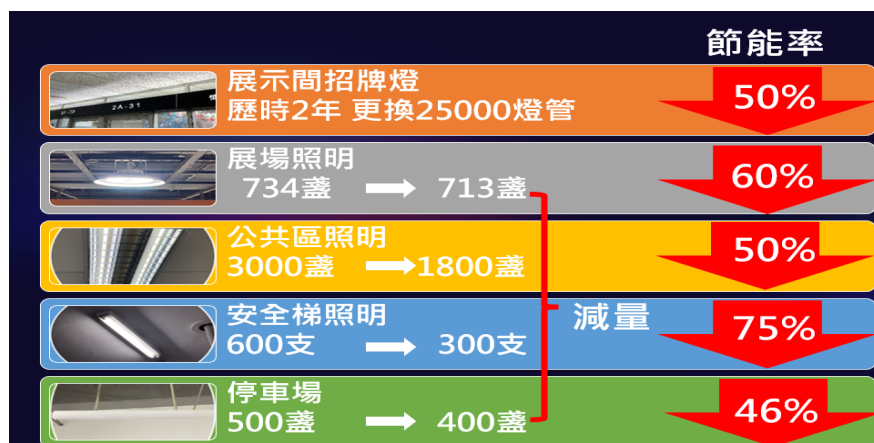 節能率
展示間招牌燈
歷時2年 更換25000燈管
50%
展場照明
734盞 713盞
60%
公共區照明
3000盞 1800盞
50%
安全梯照明
600支 300支
減量
75%
停車場
500盞 400盞
46%
2A-31